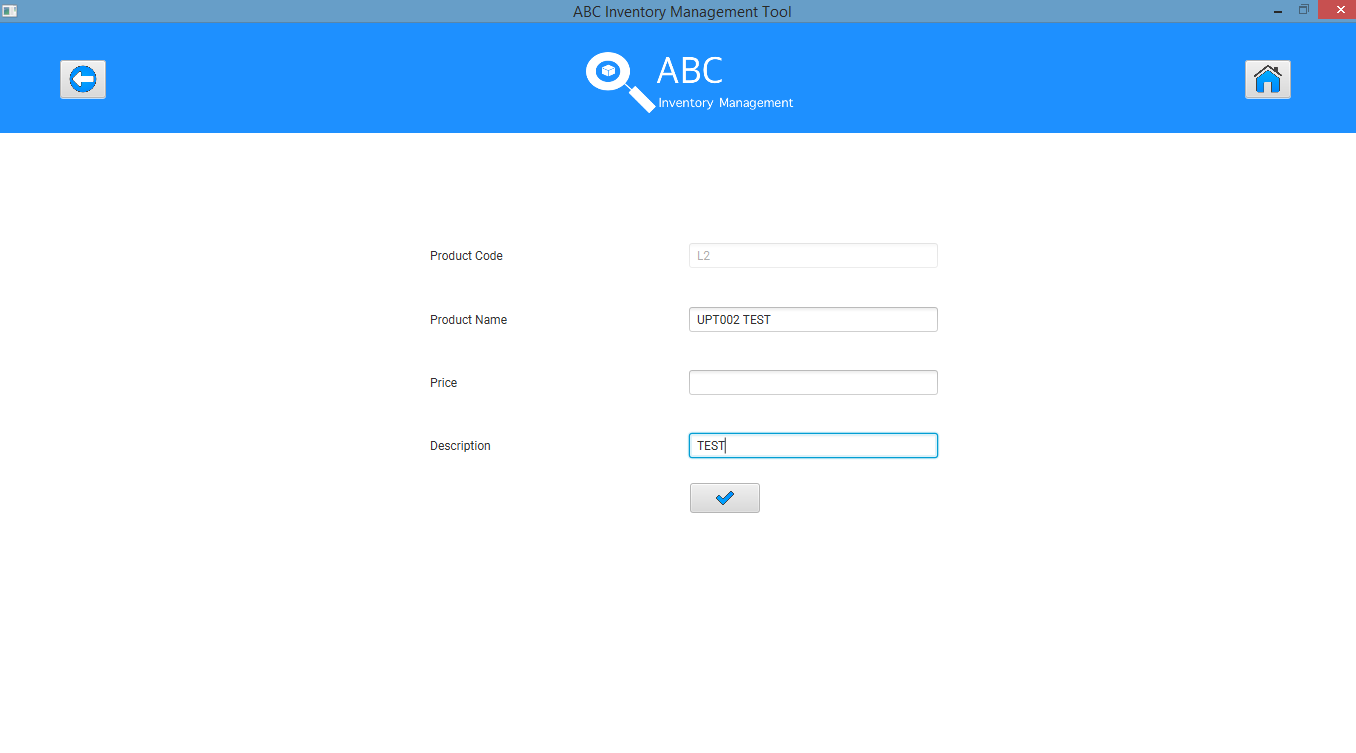 ABC Inventory Management Tool
ABC
Inventory Management
Product Code L2
Product Name UPT002 TEST
Price
Description TEST